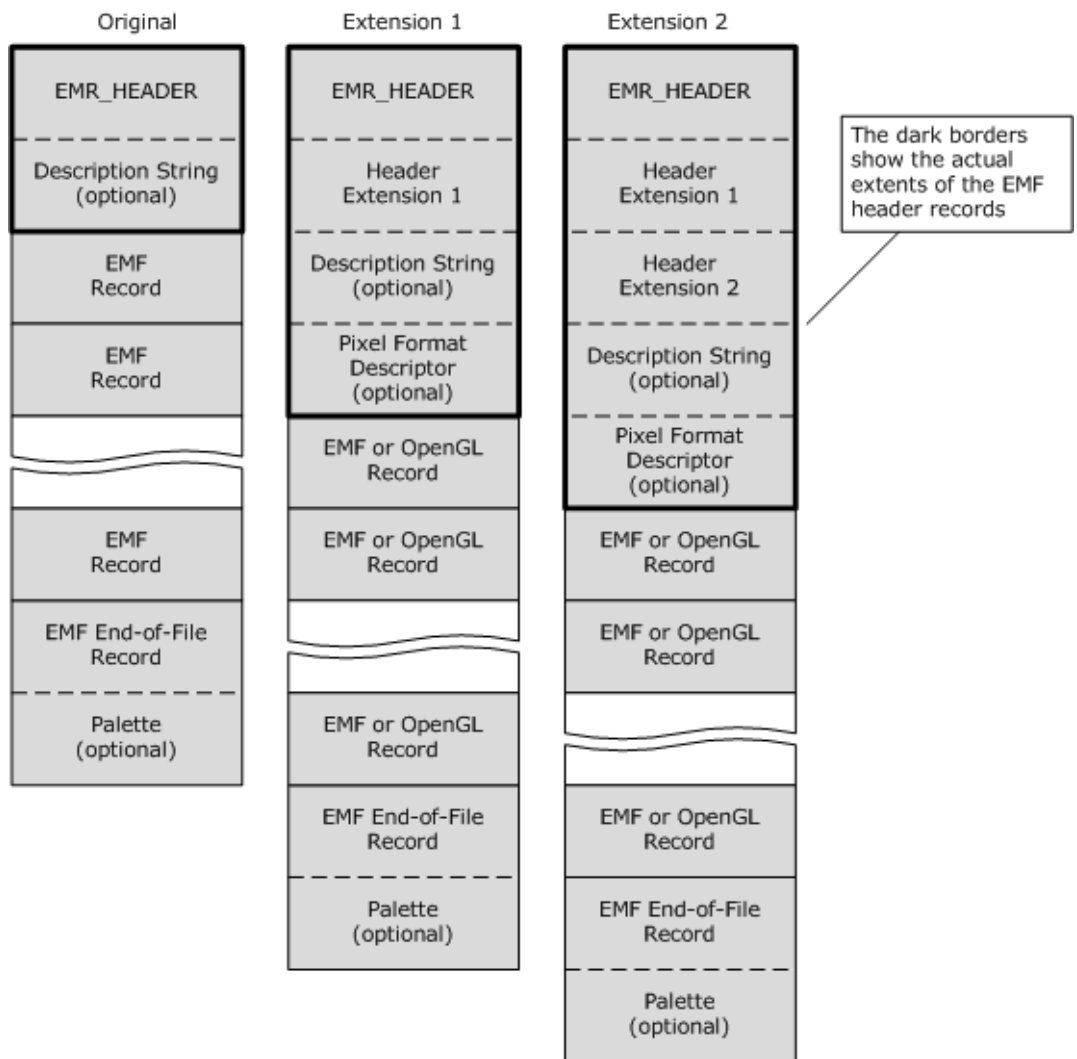 Original
EMR_HEADER
Description String
(optional)
EMF
Record
EMF
Record
EMF
Record
EMF End-of-File
Record
Palette
(optional)
Extension 1
EMR_HEADER
Header
Extension 1
Description String
(optional)
Pixel Format
Descriptor
(optional)
EMF or OpenGL
Record
EMF or OpenGL
Record
EMF or OpenGL
Record
EMF End-of-File
Record
Palette
(optional)
Extension 2
EMR_HEADER
Header
Extension 1
Header
Extension 2
Description String
(optional)
Pixel Format
Descriptor
(optional)
EMF or OpenGL
Record
EMF or OpenGL
Record
EMF or OpenGL
Record
EMF End-of-File
Record
Palette
(optional)
The dark borders
show the actual
extents of the EMF
header records